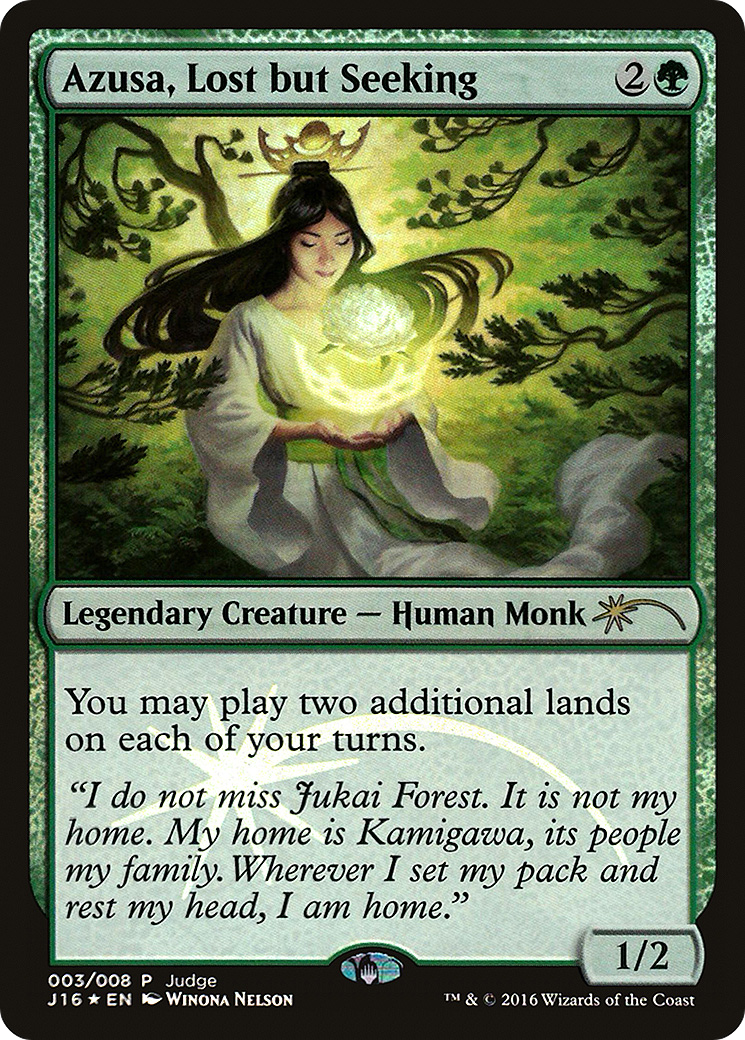 Azusa, Lost but Seeking 2
Legendary Creature — Human Monk
You may play two additional lands
on each of your turns.
“I do not miss Jukai Forest. It is not my
home. My home is Kamigawa, its people
my family. Wherever I set my pack and
rest my head, I am home.”
1/2
003/008 P Judge
J16 ★ EN Winona Nelson
™ & © 2016 Wizards of the Coast